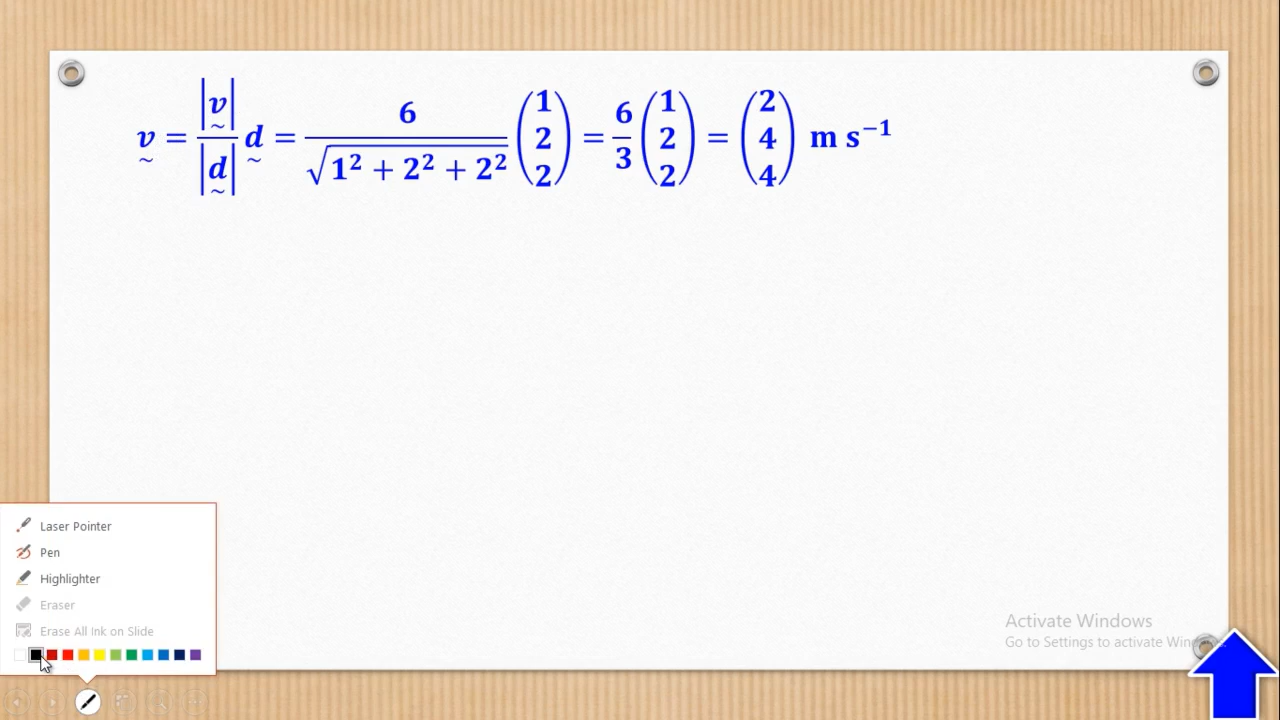 v = |v| / |d| d = 6 / √(1² + 2² + 2²) (1 2 2) = 6/3 (1 2 2) = (2 4 4) m s⁻¹
Laser Pointer
Pen
Highlighter
Eraser
Erase All Ink on Slide
Activate Windows
Go to Settings to activate Windows.